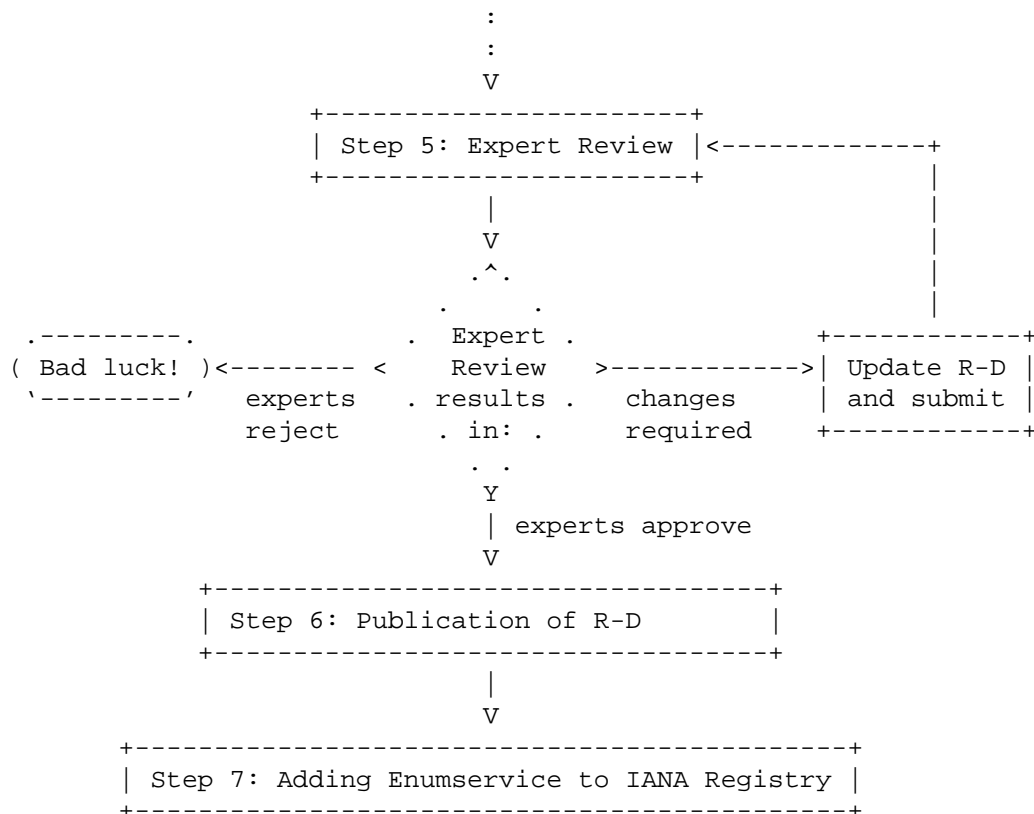 :
:
V
+-----------------------+
| Step 5: Expert Review |<-------------+
+-----------------------+ |
| |
V |
.^. |
. . |
.---------. . Expert . +------------+
( Bad luck! )<-------- < Review >------------>| Update R-D |
`---------' experts . results . changes | and submit |
reject . in: . required +------------+
. .
Y
| experts approve
V
+-----------------------------------+
| Step 6: Publication of R-D |
+-----------------------------------+
|
V
+---------------------------------------------+
| Step 7: Adding Enumservice to IANA Registry |
+---------------------------------------------+